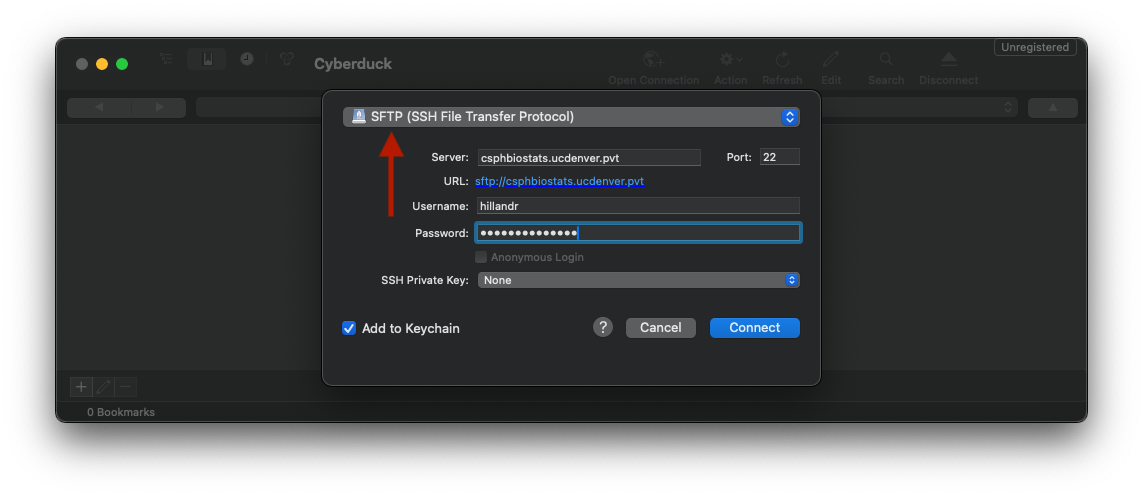 Unregistered
Cyberduck
Open Connection Action Refresh Edit Search Disconnect
SFTP (SSH File Transfer Protocol)
Server: csphbiostats.ucdenver.pvt Port: 22
URL: sftp://csphbiostats.ucdenver.pvt
Username: hillandr
Password: ••••••••••••••
Anonymous Login
SSH Private Key: None
Add to Keychain ? Cancel Connect
0 Bookmarks